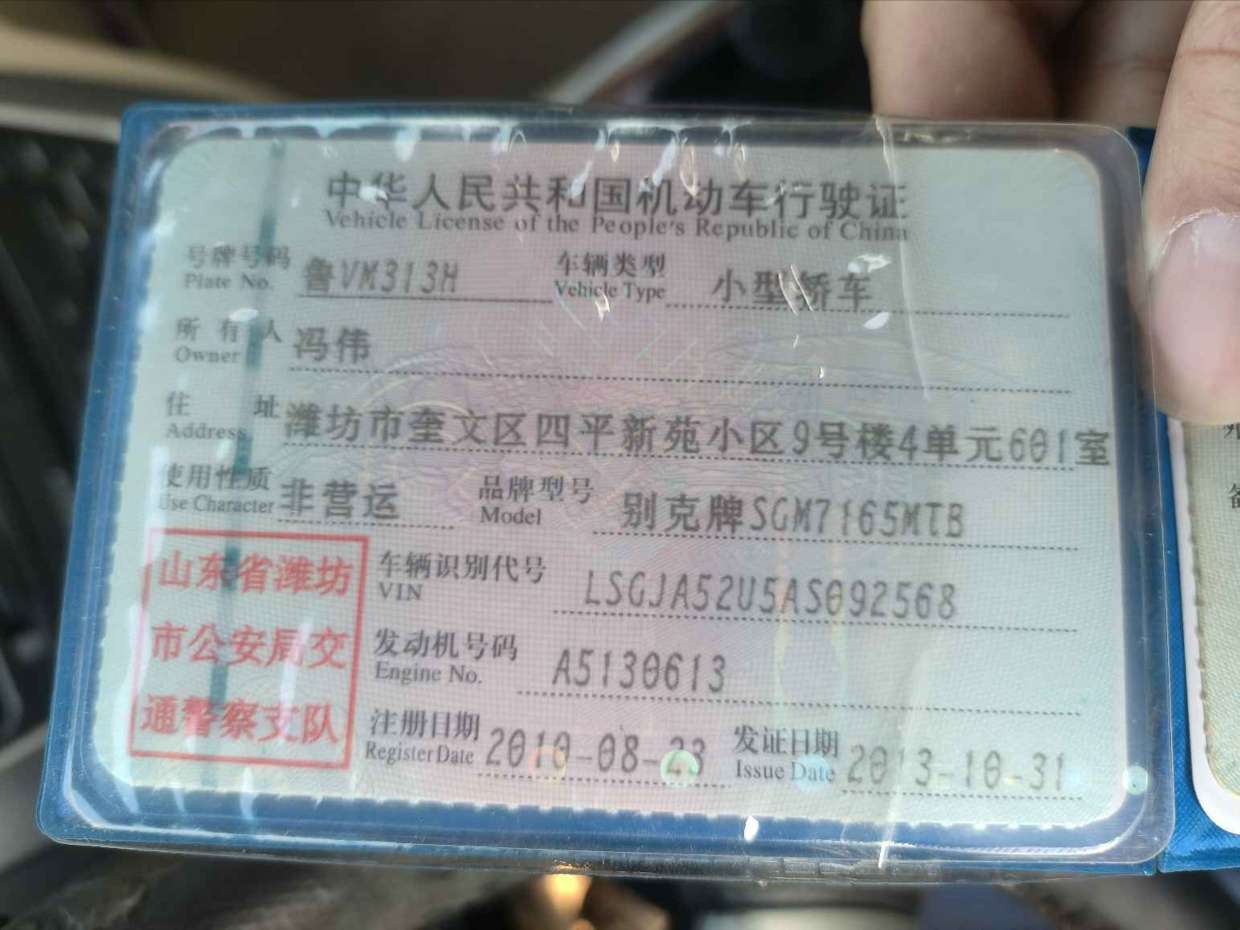 中华人民共和国机动车行驶证
Vehicle License of the People's Republic of China
号牌号码 鲁VM313H 车辆类型 小型轿车
Plate No. Vehicle Type
所有人 冯伟
Owner
住址 潍坊市奎文区四平新苑小区9号楼4单元601室
Address
使用性质 非营运 品牌型号 别克牌SGM7165MTB
Use Character Model
车辆识别代号 LSGJA52U5AS092568
VIN
发动机号码 A5130613
Engine No.
注册日期 2010-08-23 发证日期 2013-10-31
Register Date Issue Date
山东省潍坊
市公安局交
通警察支队